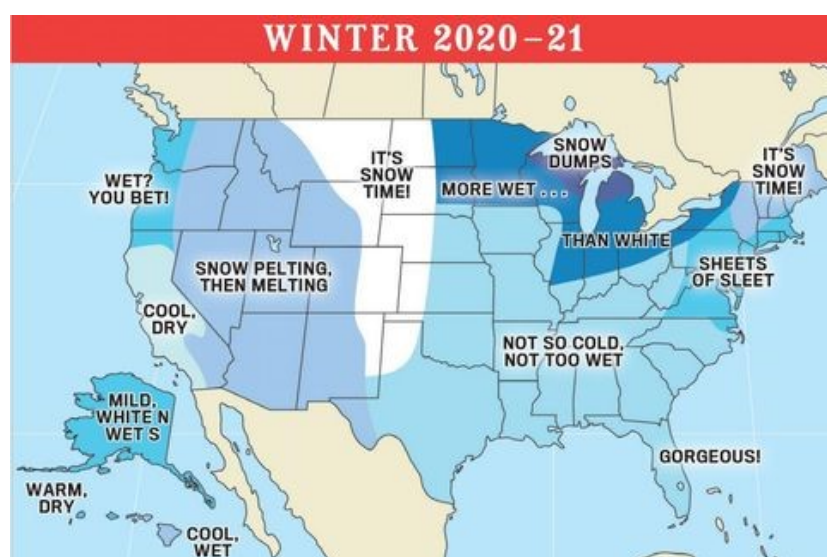 WINTER 2020–21
WET?
YOU BET!
IT'S
SNOW
TIME!
SNOW
DUMPS
IT'S
SNOW
TIME!
MORE WET . . .
THAN WHITE
SNOW PELTING,
THEN MELTING
SHEETS
OF SLEET
COOL,
DRY
NOT SO COLD,
NOT TOO WET
MILD,
WHITE N
WET S
GORGEOUS!
WARM,
DRY
COOL,
WET